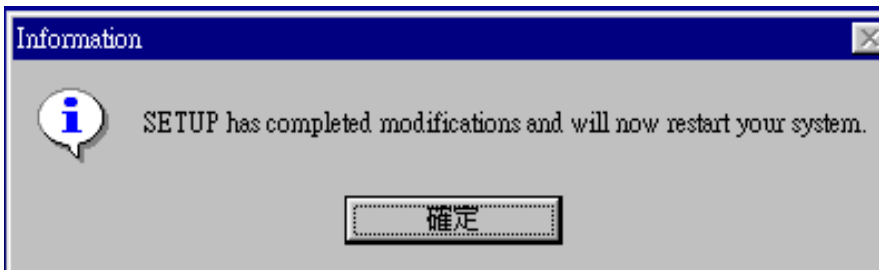 Information
SETUP has completed modifications and will now restart your system.
確定